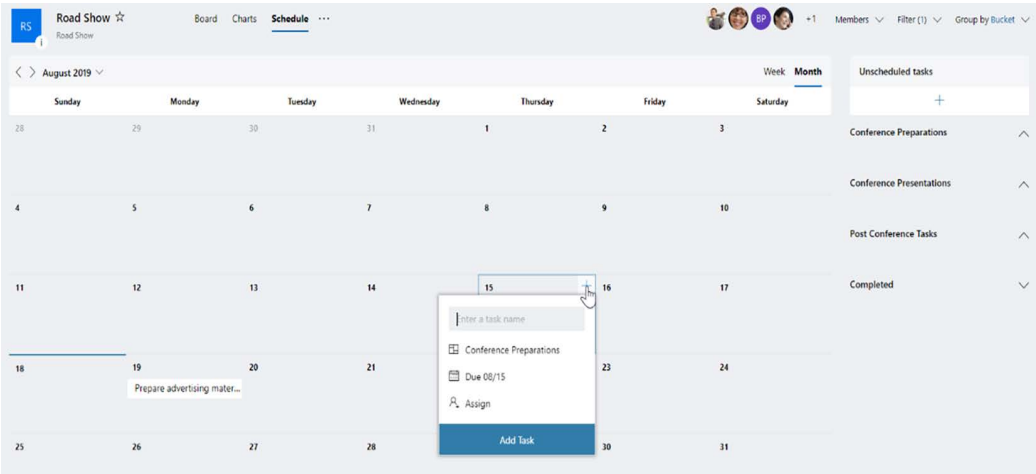 RS
Road Show ☆
Road Show
i
Board Charts Schedule ···
BP
+1
Members Filter (1) Group by Bucket
August 2019
Week Month
Sunday Monday Tuesday Wednesday Thursday Friday Saturday
28 29 30 31 1 2 3
4 5 6 7 8 9 10
11 12 13 14 15 16 17
Enter a task name
Conference Preparations
Due 08/15
Assign
Add Task
18 19 20 21 23 24
Prepare advertising mater...
25 26 27 28 30 31
Unscheduled tasks
+
Conference Preparations
Conference Presentations
Post Conference Tasks
Completed